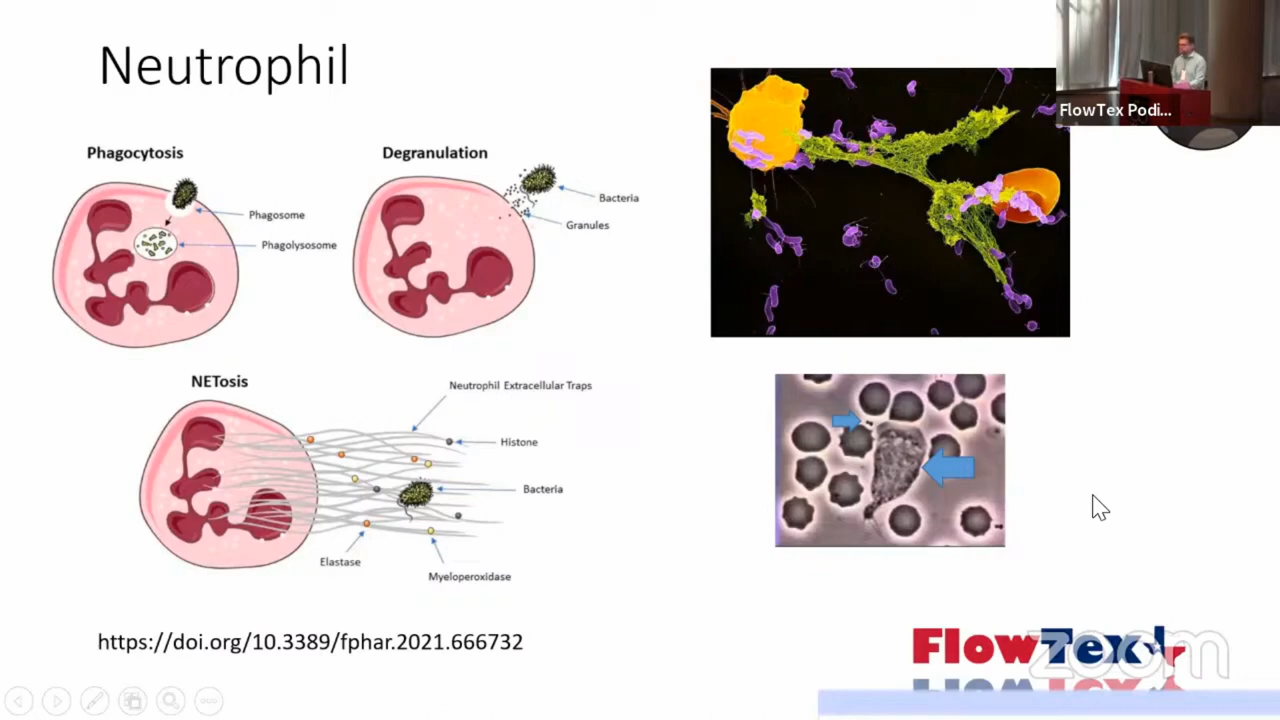 Neutrophil
FlowTex Podi...
Phagocytosis
Degranulation
Phagosome
Phagolysosome
Bacteria
Granules
NETosis
Neutrophil Extracellular Traps
Histone
Bacteria
Elastase
Myeloperoxidase
https://doi.org/10.3389/fphar.2021.666732
FlowTex
zoom